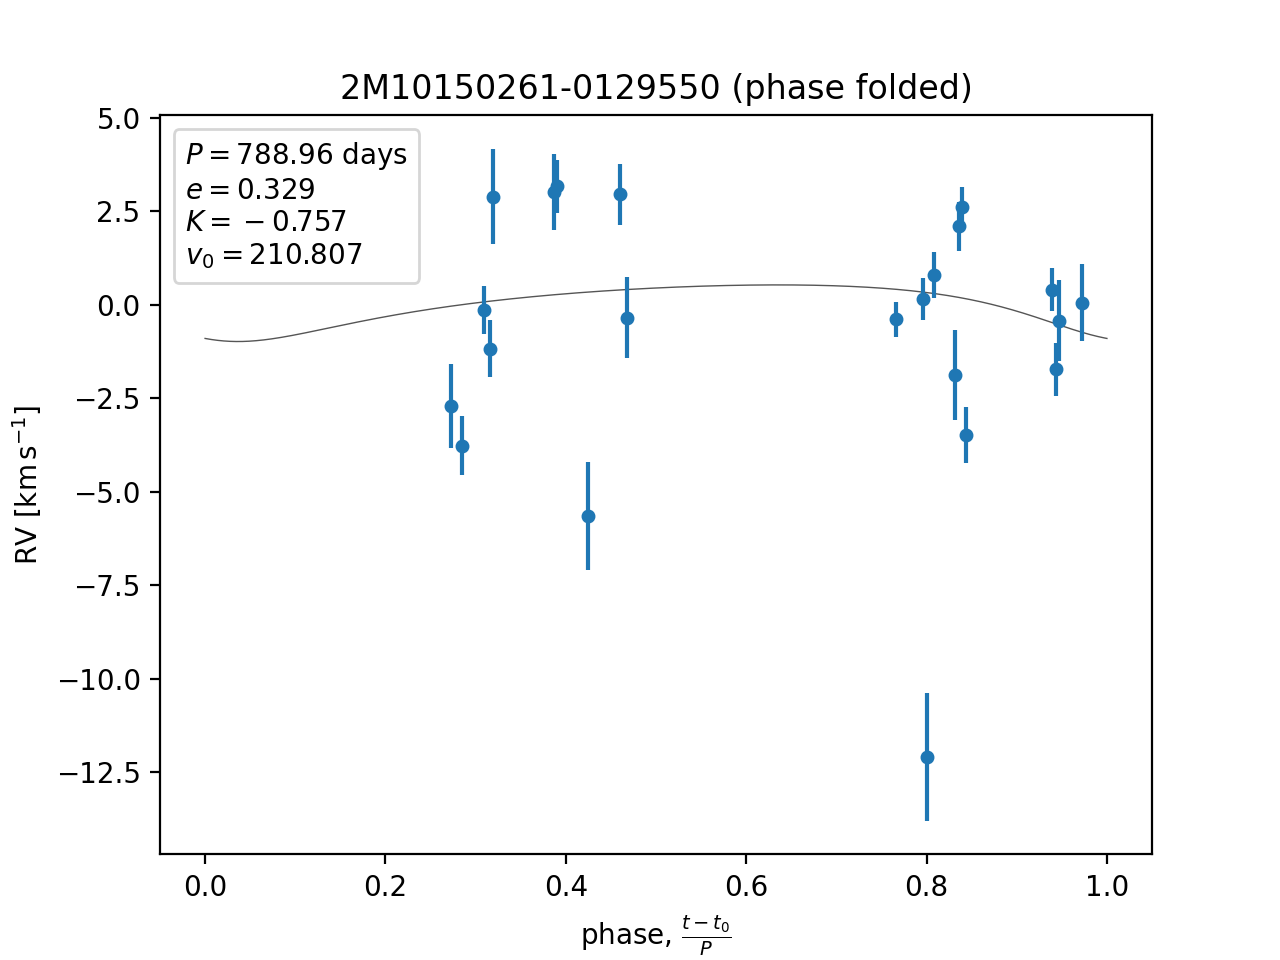 2M10150261-0129550 (phase folded)
P = 788.96 days
e = 0.329
K = −0.757
v₀ = 210.807
5.0
2.5
0.0
−2.5
−5.0
−7.5
−10.0
−12.5
RV [km s⁻¹]
0.0 0.2 0.4 0.6 0.8 1.0
phase, (t − t₀)/P